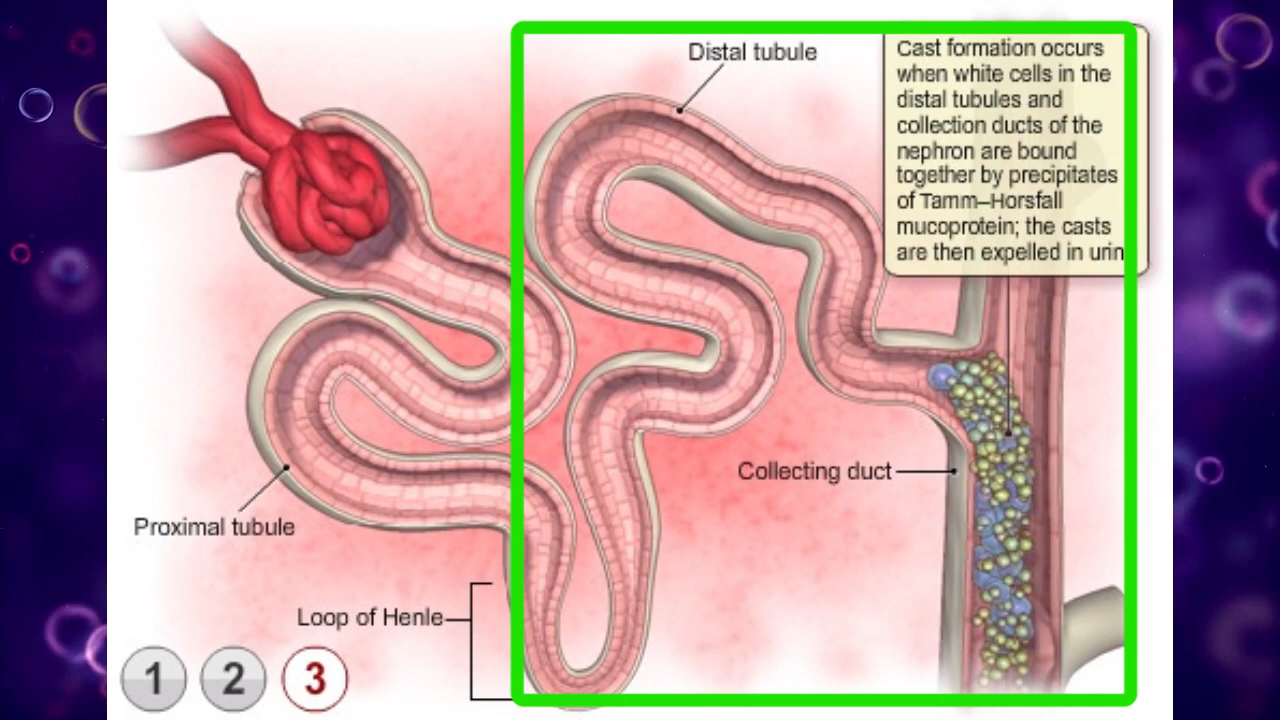 Distal tubule
Cast formation occurs
when white cells in the
distal tubules and
collection ducts of the
nephron are bound
together by precipitates
of Tamm–Horsfall
mucoprotein; the casts
are then expelled in urin
Collecting duct
Proximal tubule
Loop of Henle
1 2 3